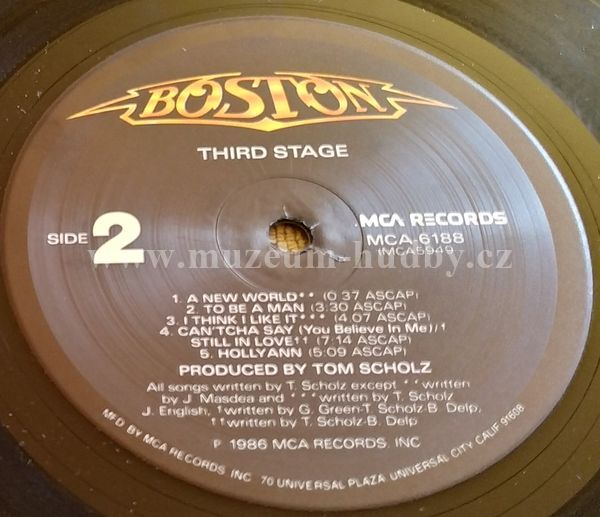 BOSTON
THIRD STAGE
SIDE 2
MCA RECORDS
MCA-6188
(MCA5949)
www.muzeum-hudby.cz
1. A NEW WORLD** (0:37 ASCAP)
2. TO BE A MAN (3:30 ASCAP)
3. I THINK I LIKE IT*** (4:07 ASCAP)
4. CAN'TCHA SAY (You Believe In Me)/†
STILL IN LOVE†† (7:14 ASCAP)
5. HOLLYANN (5:09 ASCAP)
PRODUCED BY TOM SCHOLZ
All songs written by T. Scholz except **written
by J. Masdea and ***written by T. Scholz-
J. English, †written by G. Green-T. Scholz-B. Delp,
††written by T. Scholz-B. Delp
℗ 1986 MCA RECORDS, INC
MFD BY MCA RECORDS INC 70 UNIVERSAL PLAZA UNIVERSAL CITY CALIF 91608